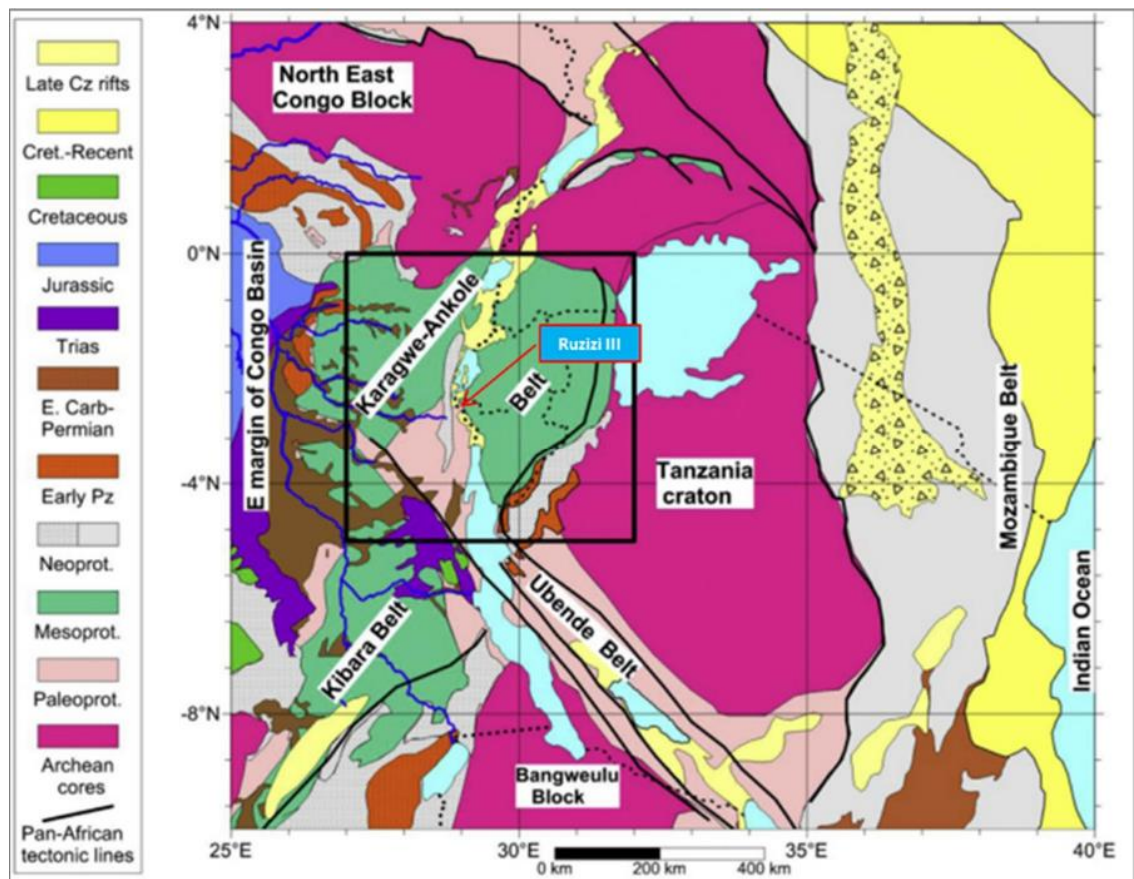 Late Cz rifts
Cret.-Recent
Cretaceous
Jurassic
Trias
E. Carb-
Permian
Early Pz
Neoprot.
Mesoprot.
Paleoprot.
Archean
cores
Pan-African
tectonic lines
4°N
0°N
-4°N
-8°N
North East
Congo Block
E margin of Congo Basin
Karagwe-Ankole
Belt
Ruzizi III
Tanzania
craton
Mozambique Belt
Indian Ocean
Kibara Belt
Ubende Belt
Bangweulu
Block
25°E
30°E
35°E
40°E
0 km
200 km
400 km